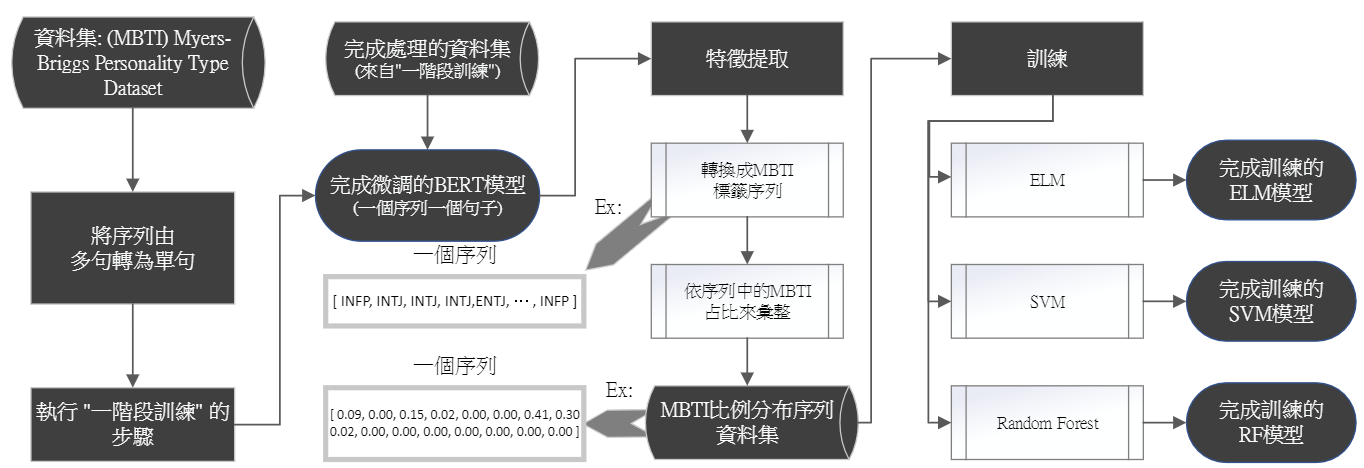 資料集: (MBTI) Myers-
Briggs Personality Type
Dataset
將序列由
多句轉為單句
執行 "一階段訓練" 的
步驟
完成處理的資料集
(來自"一階段訓練")
完成微調的BERT模型
(一個序列一個句子)
Ex:
一個序列
[ INFP, INTJ, INTJ, INTJ,ENTJ, ⋯ , INFP ]
一個序列
[ 0.09, 0.00, 0.15, 0.02, 0.00, 0.00, 0.41, 0.30
0.02, 0.00, 0.00, 0.00, 0.00, 0.00, 0.00, 0.00 ]
Ex:
特徵提取
轉換成MBTI
標籤序列
依序列中的MBTI
占比來彙整
MBTI比例分布序列
資料集
訓練
ELM
完成訓練的
ELM模型
SVM
完成訓練的
SVM模型
Random Forest
完成訓練的
RF模型